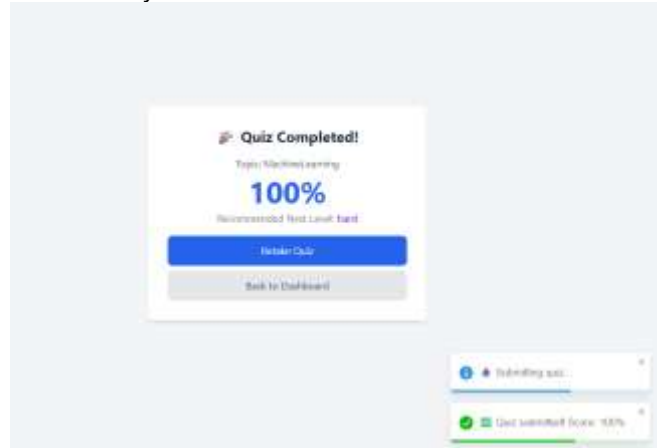 Quiz Completed!
Topic: MachineLearning
100%
Recommended Next Level: hard
Retake Quiz
Back to Dashboard
Submitting quiz...
Quiz submitted! Score: 100%